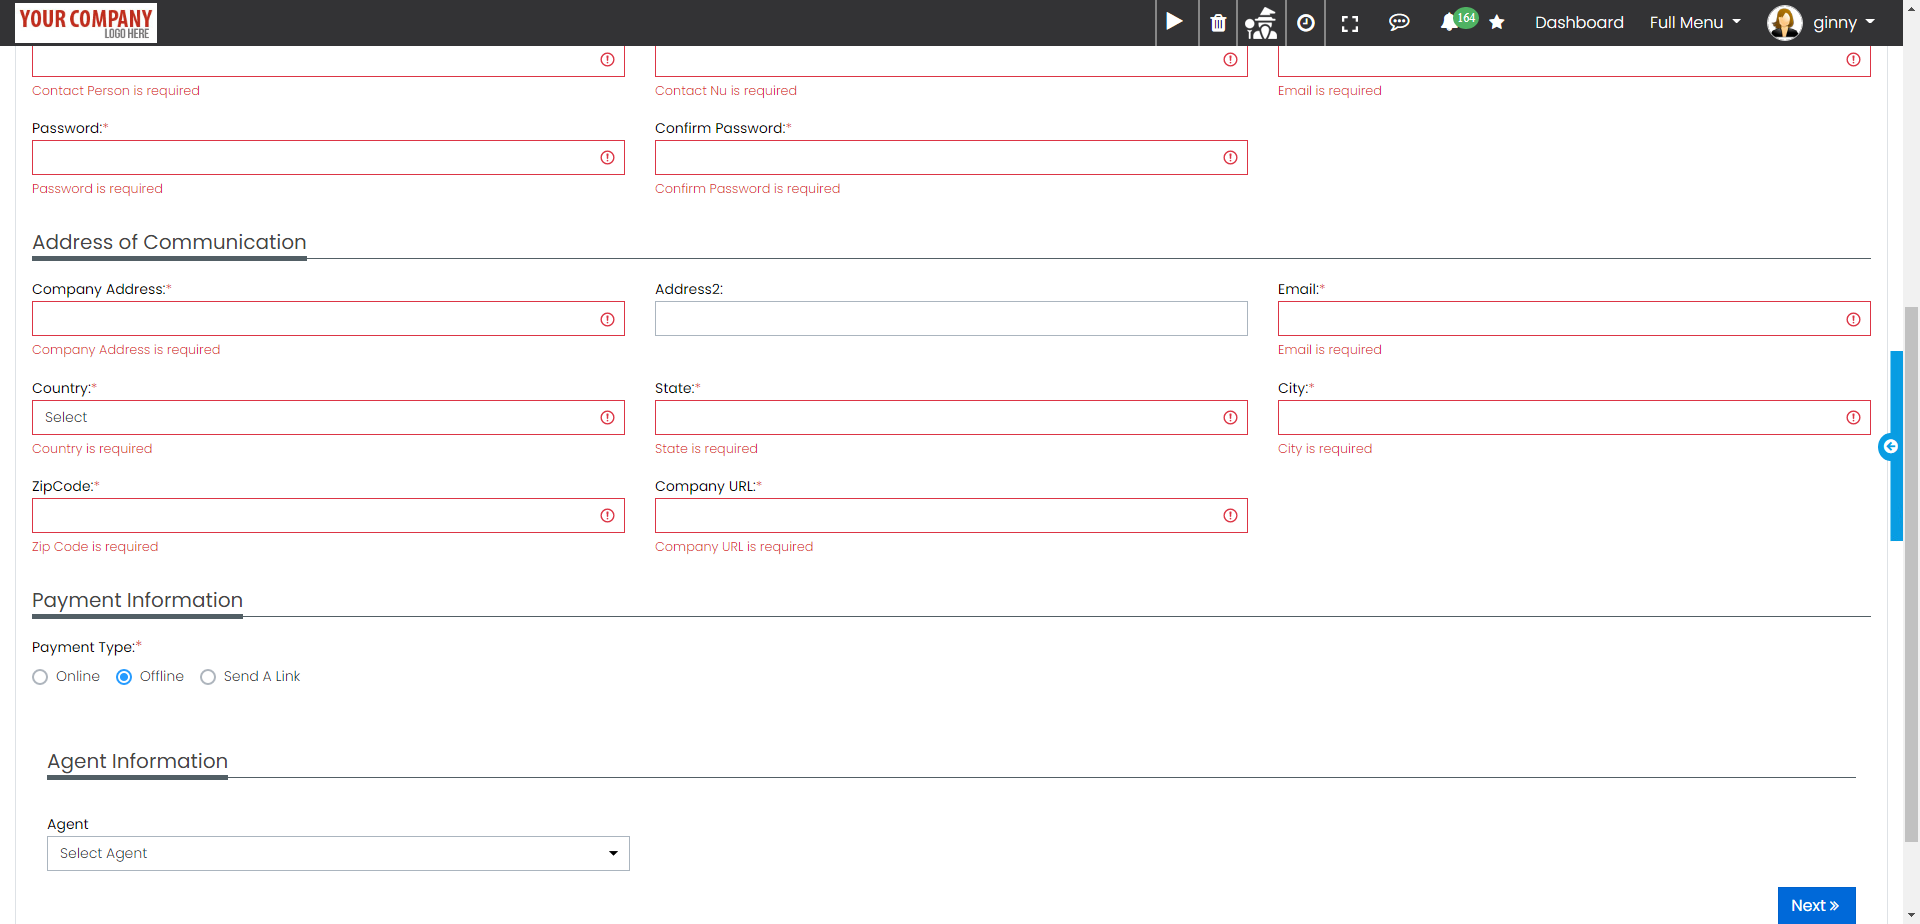 YOUR COMPANY
LOGO HERE
164
Dashboard
Full Menu
ginny
Contact Person is required
Contact Nu is required
Email is required
Password:*
Confirm Password:*
Password is required
Confirm Password is required
Address of Communication
Company Address:*
Address2:
Email:*
Company Address is required
Email is required
Country:*
State:*
City:*
Select
Country is required
State is required
City is required
ZipCode:*
Company URL:*
Zip Code is required
Company URL is required
Payment Information
Payment Type:*
Online
Offline
Send A Link
Agent Information
Agent
Select Agent
Next »